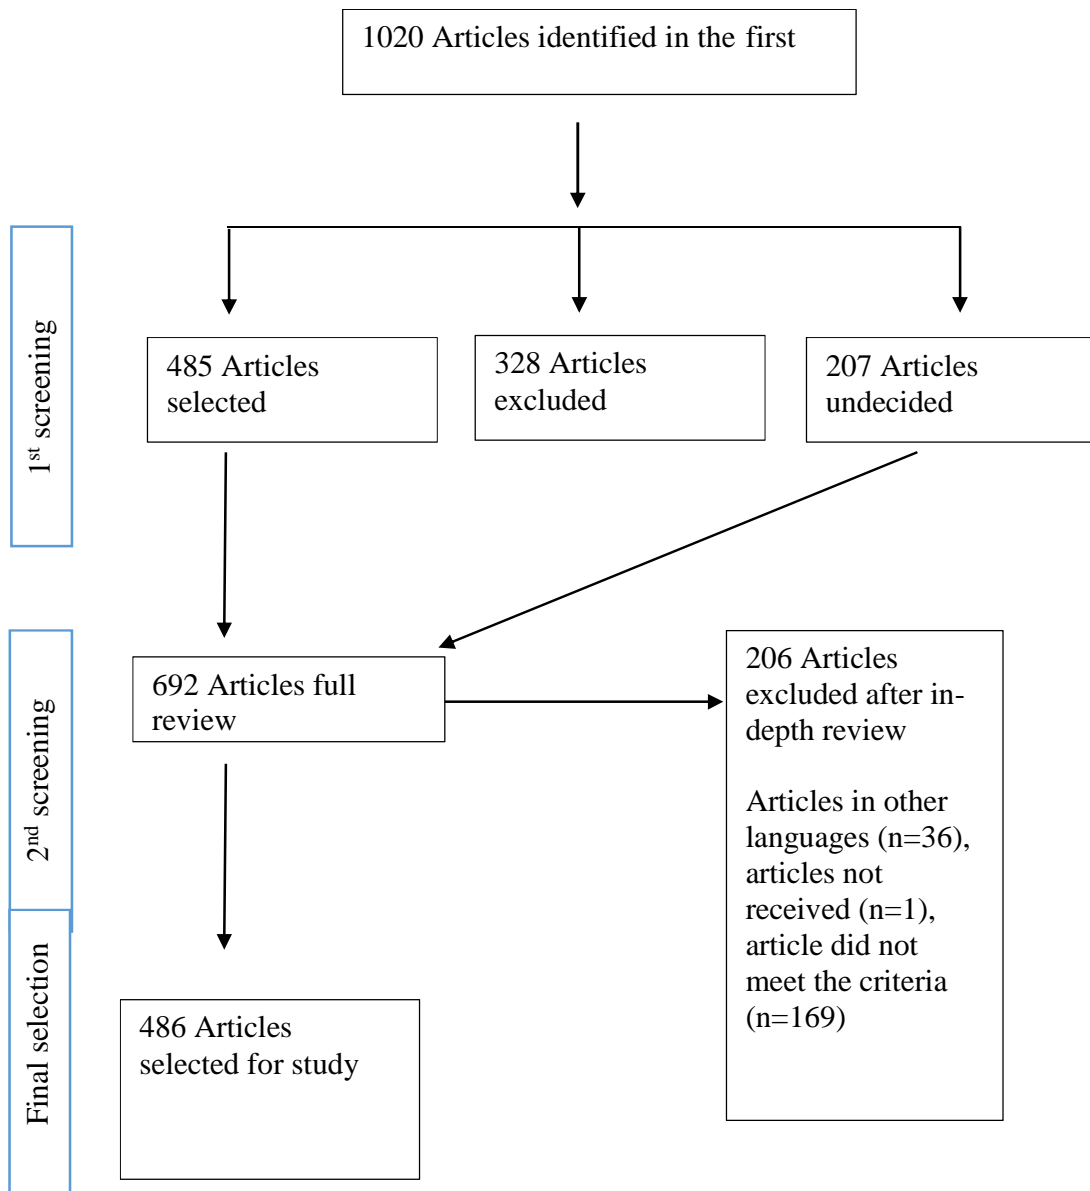 1020 Articles identified in the first
1st screening
485 Articles
selected
328 Articles
excluded
207 Articles
undecided
2nd screening
692 Articles full
review
206 Articles
excluded after in-
depth review
Articles in other
languages (n=36),
articles not
received (n=1),
article did not
meet the criteria
(n=169)
Final selection
486 Articles
selected for study